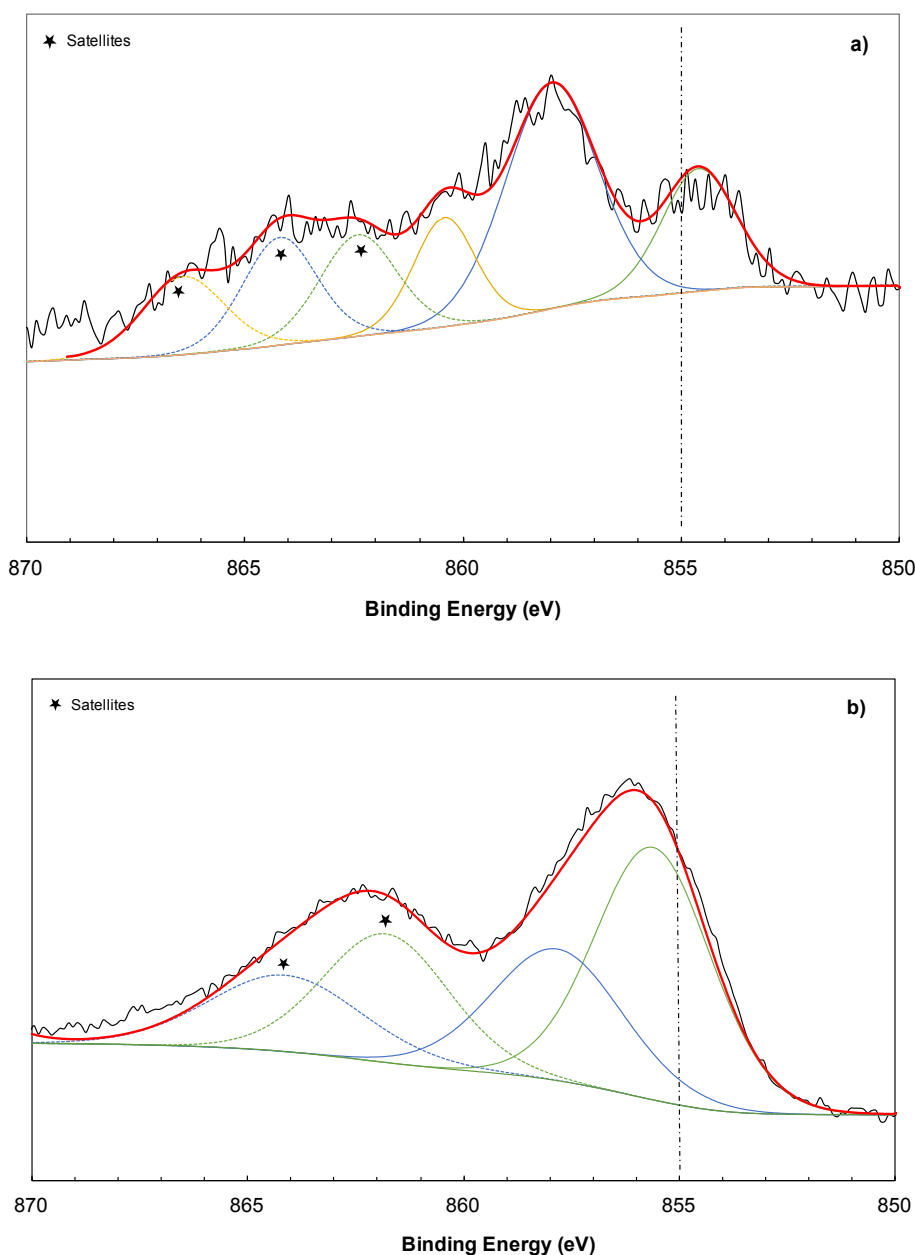 ★ Satellites
a)
870 865 860 855 850
Binding Energy (eV)
★ Satellites
b)
870 865 860 855 850
Binding Energy (eV)